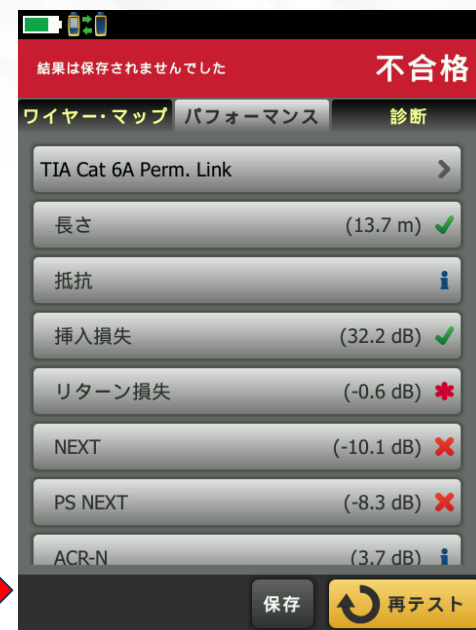 結果は保存されませんでした
不合格
ワイヤー・マップ パフォーマンス 診断
TIA Cat 6A Perm. Link
長さ (13.7 m)
抵抗
挿入損失 (32.2 dB)
リターン損失 (-0.6 dB)
NEXT (-10.1 dB)
PS NEXT (-8.3 dB)
ACR-N (3.7 dB)
保存 再テスト